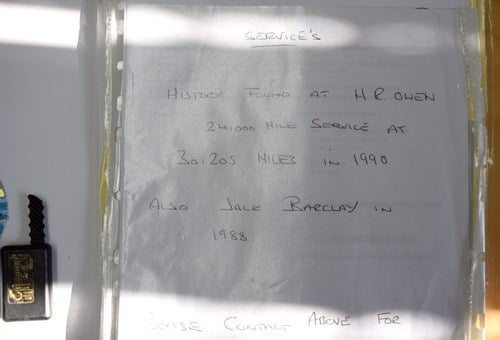 SERVICE'S
HISTORY FOUND AT H.R. OWEN
24.000 MILE SERVICE AT
30.205 MILES IN 1990
ALSO JACK BARCLAY IN
1988.
CONTACT ABOVE FOR